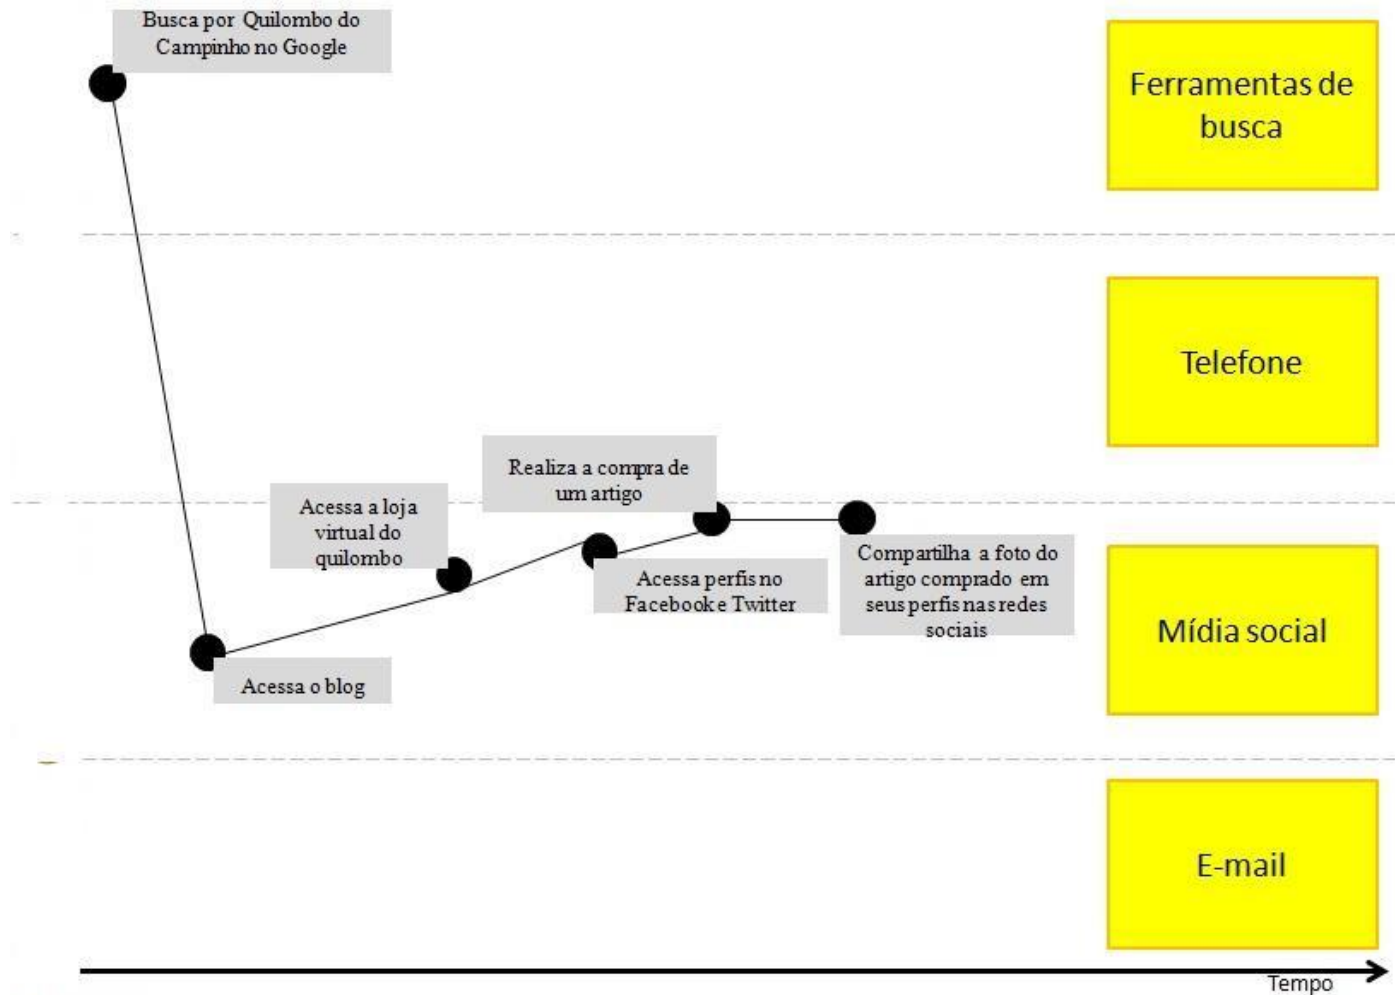 Busca por Quilombo do
Campinho no Google
Ferramentas de
busca
Telefone
Realiza a compra de
um artigo
Acessa a loja
virtual do
quilombo
Acessa perfis no
Facebook e Twitter
Compartilha a foto do
artigo comprado em
seus perfis nas redes
sociais
Acessa o blog
Mídia social
E-mail
Tempo